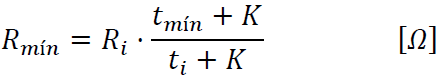 R_mín = R_i · (t_mín + K) / (t_i + K) [Ω]